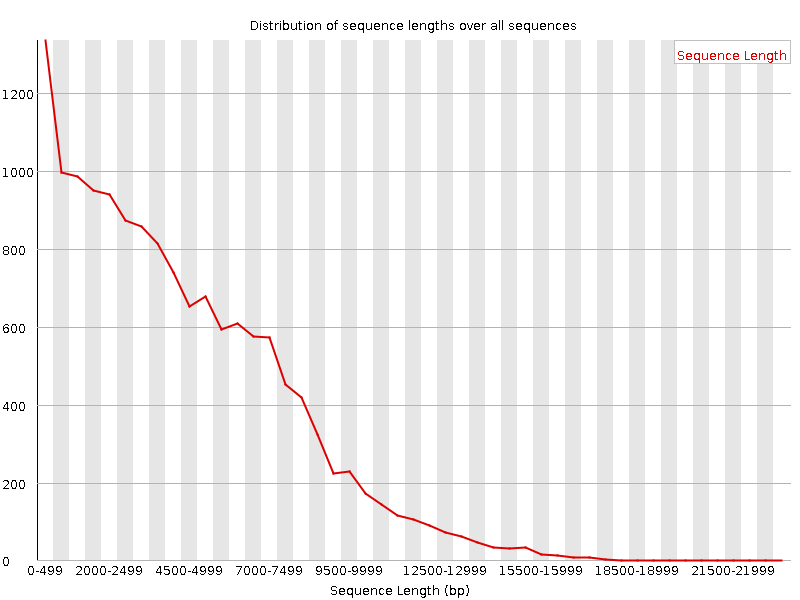 Distribution of sequence lengths over all sequences
Sequence Length
1200
1000
800
600
400
200
0
0-499 2000-2499 4500-4999 7000-7499 9500-9999 12500-12999 15500-15999 18500-18999 21500-21999
Sequence Length (bp)